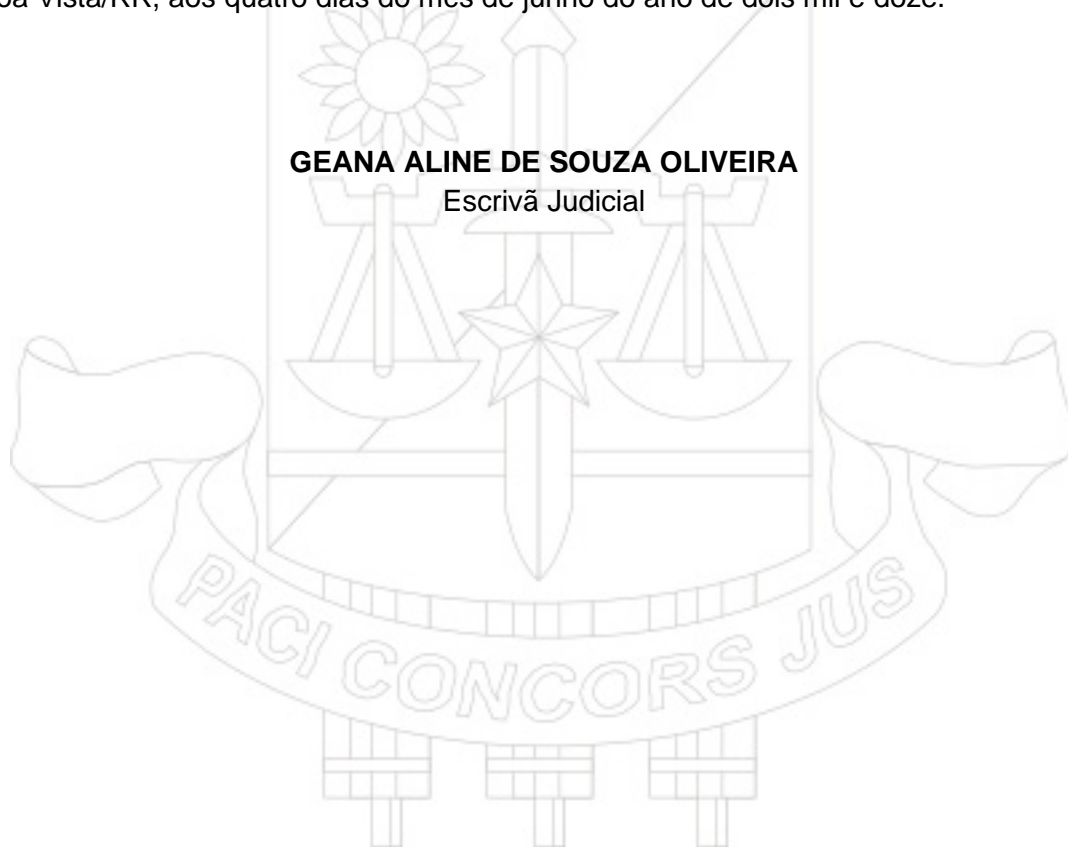 oa Vista/RR, aos quatro dias do mês de junho do ano de dois mil e doze.
GEANA ALINE DE SOUZA OLIVEIRA
Escrivã Judicial
PACI CONCORS JUS